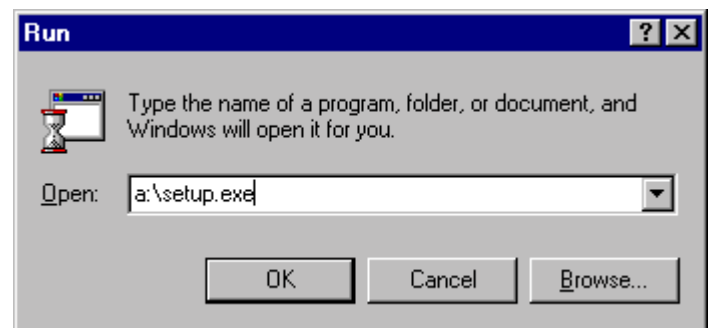 Run
Type the name of a program, folder, or document, and
Windows will open it for you.
Open: a:\setup.exe
OK Cancel Browse...